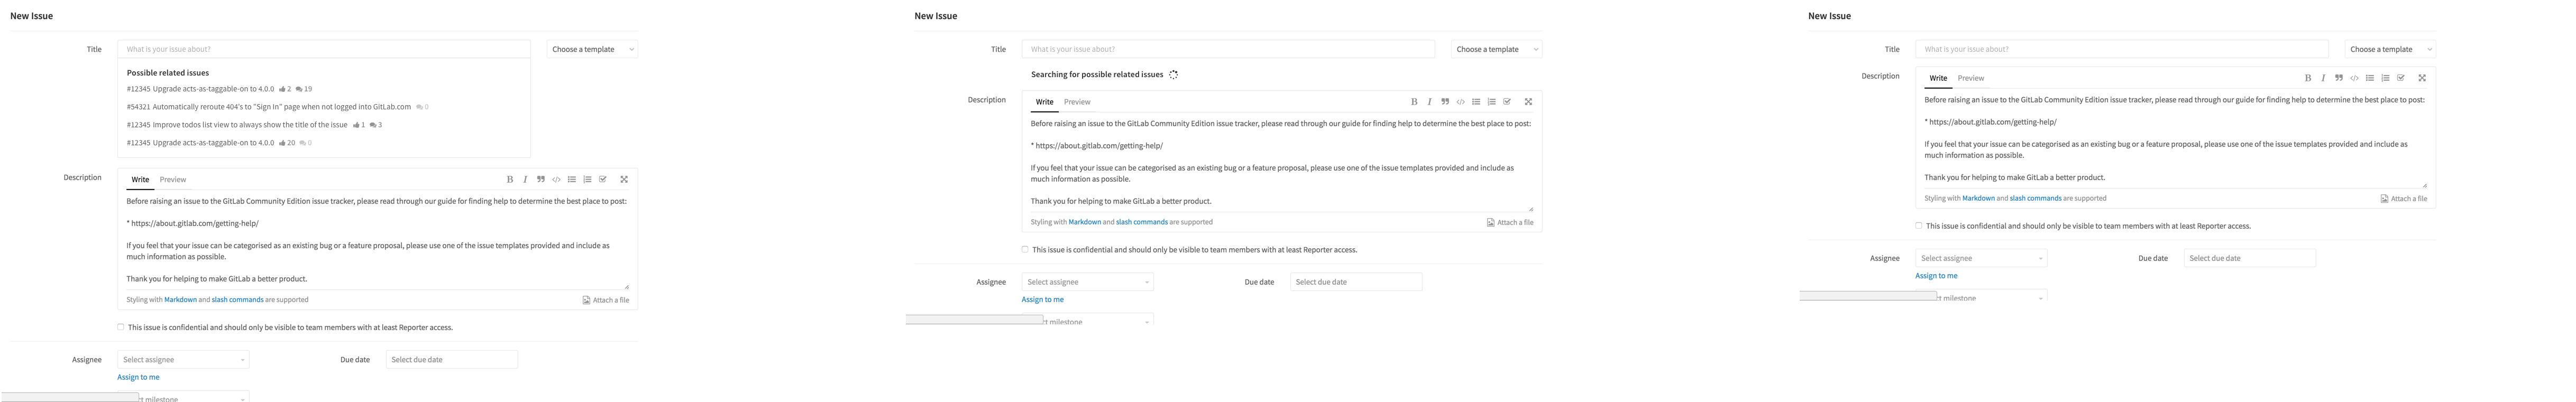 New Issue
Title
What is your issue about?
Choose a template
Possible related issues
#12345 Upgrade acts-as-taggable-on to 4.0.0 2 19
#54321 Automatically reroute 404's to "Sign In" page when not logged into GitLab.com 0
#12345 Improve todos list view to always show the title of the issue 1 3
#12345 Upgrade acts-as-taggable-on to 4.0.0 20 0
Description
Write Preview
Before raising an issue to the GitLab Community Edition issue tracker, please read through our guide for finding help to determine the best place to post:
* https://about.gitlab.com/getting-help/
If you feel that your issue can be categorised as an existing bug or a feature proposal, please use one of the issue templates provided and include as
much information as possible.
Thank you for helping to make GitLab a better product.
Styling with Markdown and slash commands are supported
Attach a file
This issue is confidential and should only be visible to team members with at least Reporter access.
Assignee
Select assignee
Due date
Select due date
Assign to me
milestone
New Issue
Title
What is your issue about?
Choose a template
Searching for possible related issues
Description
Write Preview
Before raising an issue to the GitLab Community Edition issue tracker, please read through our guide for finding help to determine the best place to post:
* https://about.gitlab.com/getting-help/
If you feel that your issue can be categorised as an existing bug or a feature proposal, please use one of the issue templates provided and include as
much information as possible.
Thank you for helping to make GitLab a better product.
Styling with Markdown and slash commands are supported
Attach a file
This issue is confidential and should only be visible to team members with at least Reporter access.
Assignee
Select assignee
Due date
Select due date
Assign to me
milestone
New Issue
Title
What is your issue about?
Choose a template
Description
Write Preview
Before raising an issue to the GitLab Community Edition issue tracker, please read through our guide for finding help to determine the best place to post:
* https://about.gitlab.com/getting-help/
If you feel that your issue can be categorised as an existing bug or a feature proposal, please use one of the issue templates provided and include as
much information as possible.
Thank you for helping to make GitLab a better product.
Styling with Markdown and slash commands are supported
Attach a file
This issue is confidential and should only be visible to team members with at least Reporter access.
Assignee
Select assignee
Due date
Select due date
Assign to me
milestone